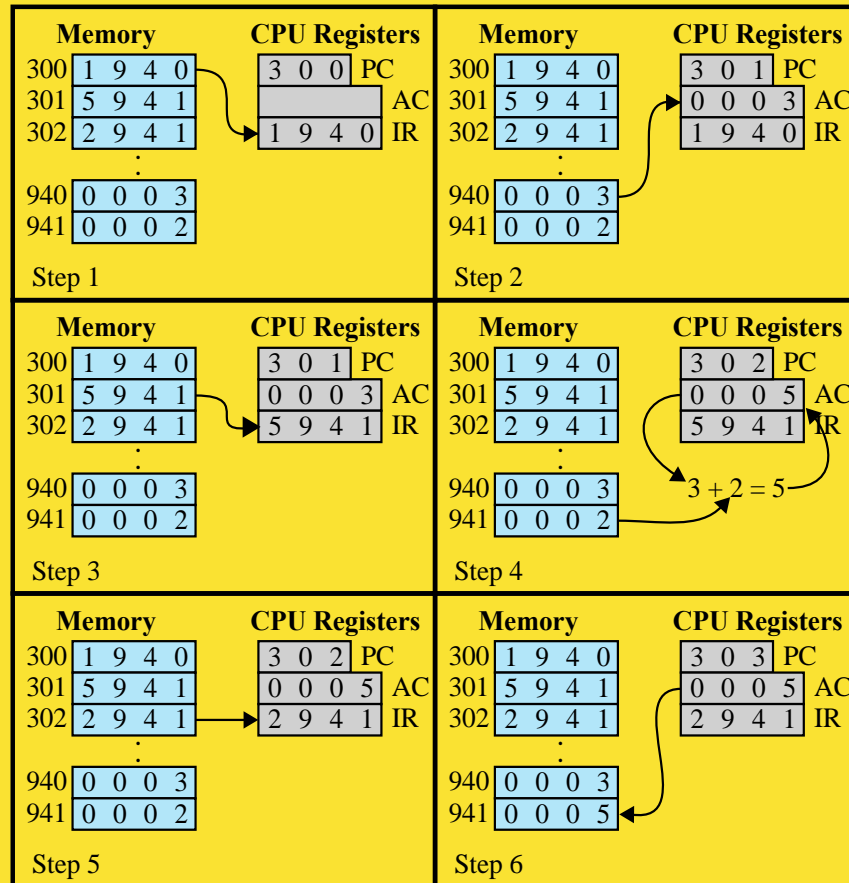 Memory CPU Registers
300 1 9 4 0 3 0 0 PC
301 5 9 4 1 AC
302 2 9 4 1 1 9 4 0 IR
:
940 0 0 0 3
941 0 0 0 2
Step 1
Memory CPU Registers
300 1 9 4 0 3 0 1 PC
301 5 9 4 1 0 0 0 3 AC
302 2 9 4 1 1 9 4 0 IR
:
940 0 0 0 3
941 0 0 0 2
Step 2
Memory CPU Registers
300 1 9 4 0 3 0 1 PC
301 5 9 4 1 0 0 0 3 AC
302 2 9 4 1 5 9 4 1 IR
:
940 0 0 0 3
941 0 0 0 2
Step 3
Memory CPU Registers
300 1 9 4 0 3 0 2 PC
301 5 9 4 1 0 0 0 5 AC
302 2 9 4 1 5 9 4 1 IR
:
940 0 0 0 3 3 + 2 = 5
941 0 0 0 2
Step 4
Memory CPU Registers
300 1 9 4 0 3 0 2 PC
301 5 9 4 1 0 0 0 5 AC
302 2 9 4 1 2 9 4 1 IR
:
940 0 0 0 3
941 0 0 0 2
Step 5
Memory CPU Registers
300 1 9 4 0 3 0 3 PC
301 5 9 4 1 0 0 0 5 AC
302 2 9 4 1 2 9 4 1 IR
:
940 0 0 0 3
941 0 0 0 5
Step 6